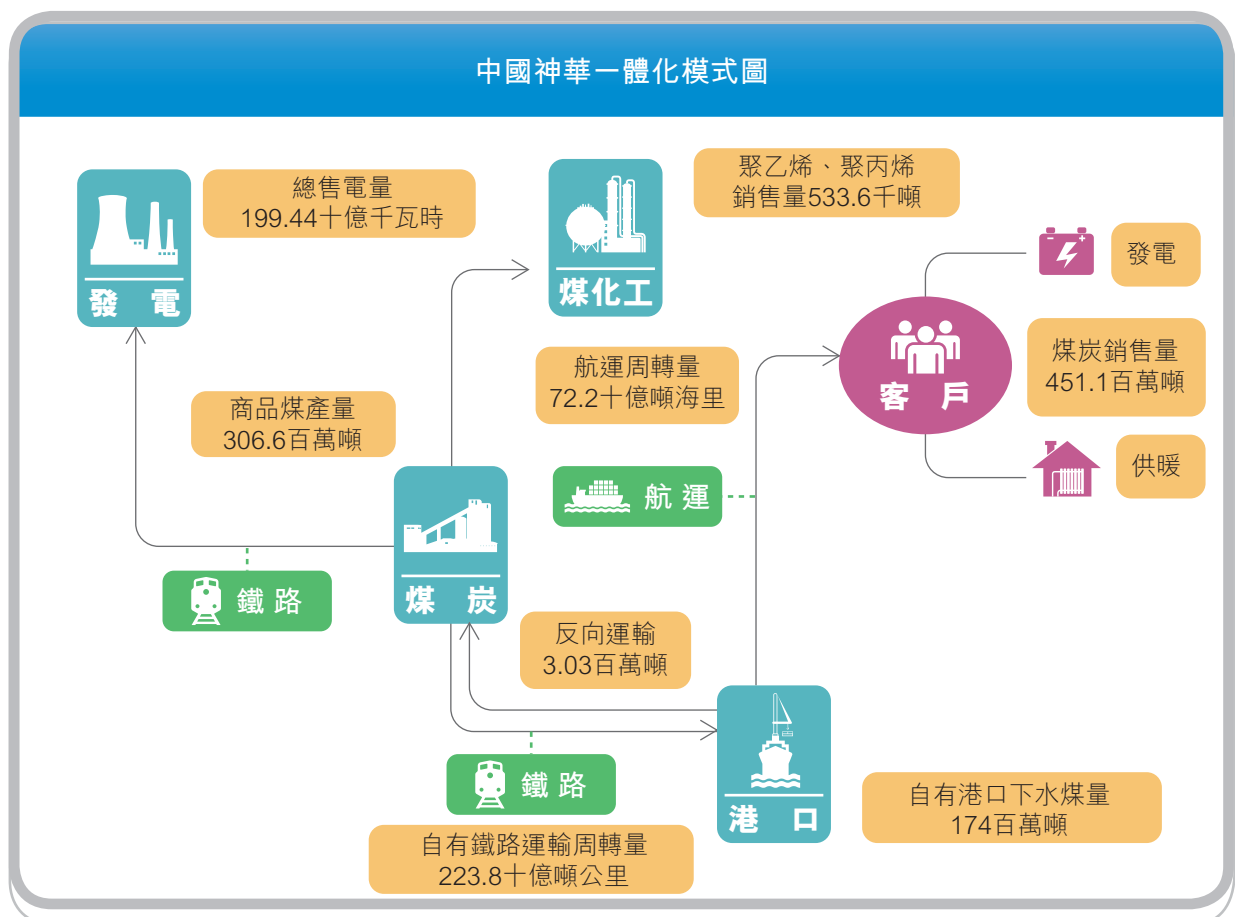 中國神華一體化模式圖
總售電量
199.44十億千瓦時
發 電
聚乙烯、聚丙烯
銷售量533.6千噸
煤化工
發電
客 戶
煤炭銷售量
451.1百萬噸
供暖
航運周轉量
72.2十億噸海里
航運
商品煤產量
306.6百萬噸
煤 炭
鐵路
反向運輸
3.03百萬噸
鐵路
自有鐵路運輸周轉量
223.8十億噸公里
港 口
自有港口下水煤量
174百萬噸